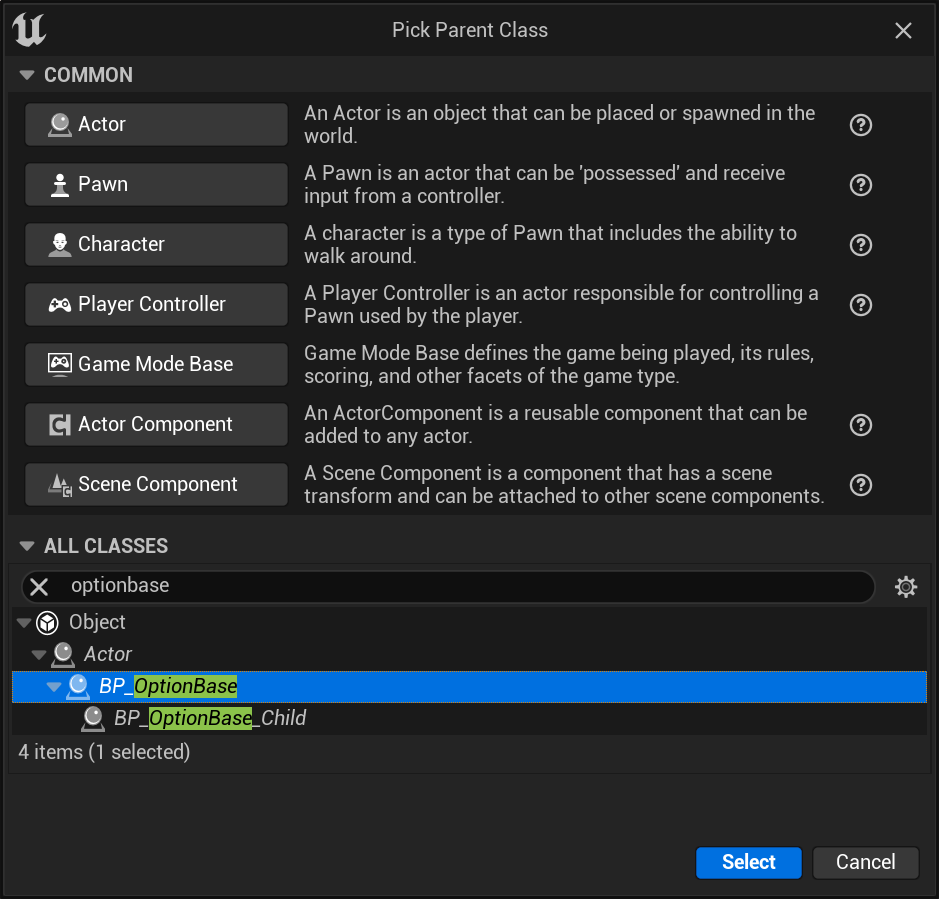 Pick Parent Class
COMMON
Actor
An Actor is an object that can be placed or spawned in the
world.
Pawn
A Pawn is an actor that can be 'possessed' and receive
input from a controller.
Character
A character is a type of Pawn that includes the ability to
walk around.
Player Controller
A Player Controller is an actor responsible for controlling a
Pawn used by the player.
Game Mode Base
Game Mode Base defines the game being played, its rules,
scoring, and other facets of the game type.
Actor Component
An ActorComponent is a reusable component that can be
added to any actor.
Scene Component
A Scene Component is a component that has a scene
transform and can be attached to other scene components.
ALL CLASSES
optionbase
Object
Actor
BP_OptionBase
BP_OptionBase_Child
4 items (1 selected)
Select
Cancel